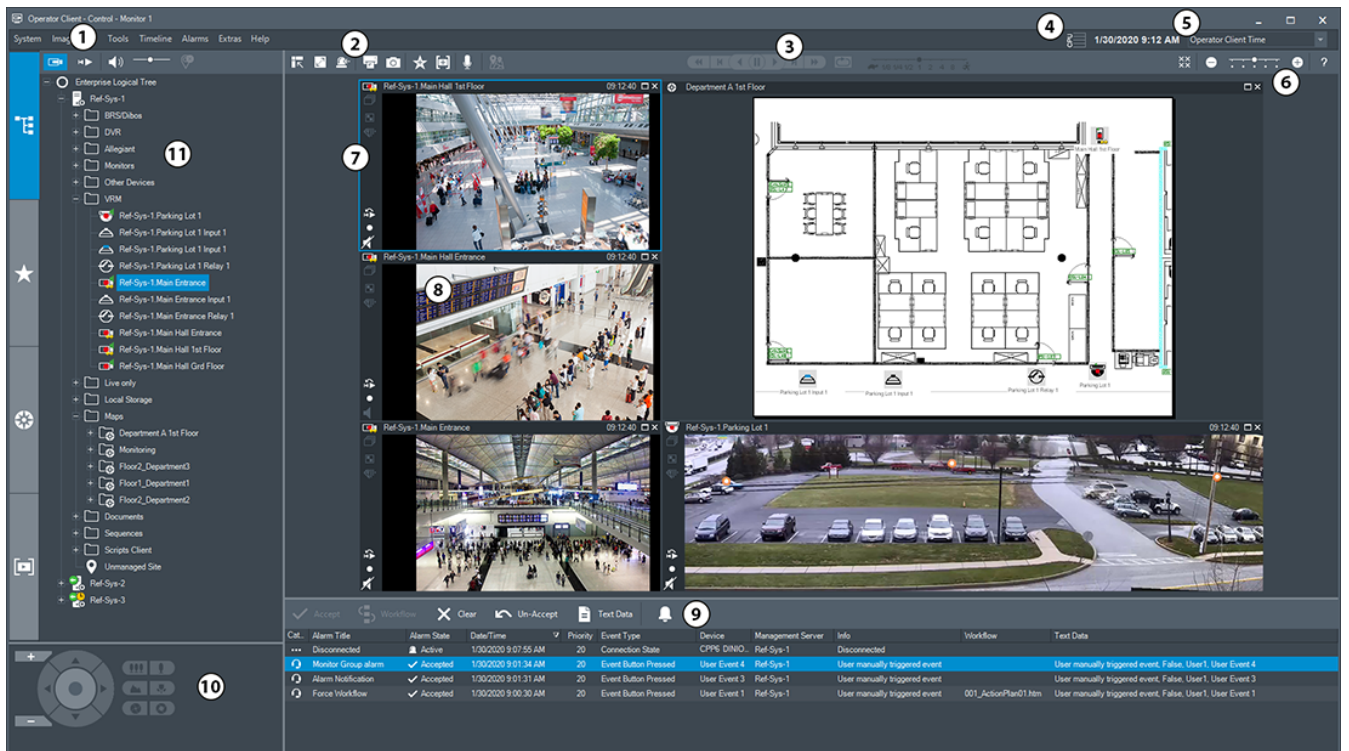 Operator Client - Control - Monitor 1
System Imag Tools Timeline Alarms Extras Help
1
2
3
4
1/30/2020 9:12 AM
5
Operator Client Time
6
?
Enterprise Logical Tree
Ref-Sys-1
BRS/Dibos
DVR
Allegiant
Monitors
Other Devices
VRM
Ref-Sys-1.Parking Lot 1
Ref-Sys-1.Parking Lot 1 Input 1
Ref-Sys-1.Parking Lot 1 Input 1
Ref-Sys-1.Parking Lot 1 Relay 1
Ref-Sys-1.Main Entrance
Ref-Sys-1.Main Entrance Input 1
Ref-Sys-1.Main Entrance Relay 1
Ref-Sys-1.Main Hall Entrance
Ref-Sys-1.Main Hall 1st Floor
Ref-Sys-1.Main Hall Grd Floor
Live only
Local Storage
Maps
Department A 1st Floor
Monitoring
Floor2_Department3
Floor1_Department1
Floor2_Department2
Documents
Sequences
Scripts Client
Unmanaged Site
Ref-Sys-2
Ref-Sys-3
11
10
Ref-Sys-1.Main Hall 1st Floor 09:12:40
7
Ref-Sys-1.Main Hall Entrance 09:12:40
8
Ref-Sys-1.Main Entrance 09:12:40
Department A 1st Floor
Main Hall 1st Floor
Parking Lot 1 Input 1
Parking Lot 1 Input 1
Parking Lot 1 Relay 1
Parking Lot 1
Ref-Sys-1.Parking Lot 1 09:12:40
Accept Workflow Clear Un-Accept Text Data
9
Cat.. Alarm Title Alarm State Date/Time Priority Event Type Device Management Server Info Workflow Text Data
Disconnected Active 1/30/2020 9:07:55 AM 20 Connection State CPP6 DINIO... Ref-Sys-1 Disconnected
Monitor Group alarm Accepted 1/30/2020 9:01:34 AM 20 Event Button Pressed User Event 4 Ref-Sys-1 User manually triggered event User manually triggered event, False, User1, User Event 4
Alarm Notification Accepted 1/30/2020 9:01:31 AM 20 Event Button Pressed User Event 3 Ref-Sys-1 User manually triggered event User manually triggered event, False, User1, User Event 3
Force Workflow Accepted 1/30/2020 9:00:30 AM 20 Event Button Pressed User Event 1 Ref-Sys-1 User manually triggered event 001_ActionPlan01.htm User manually triggered event, False, User1, User Event 1